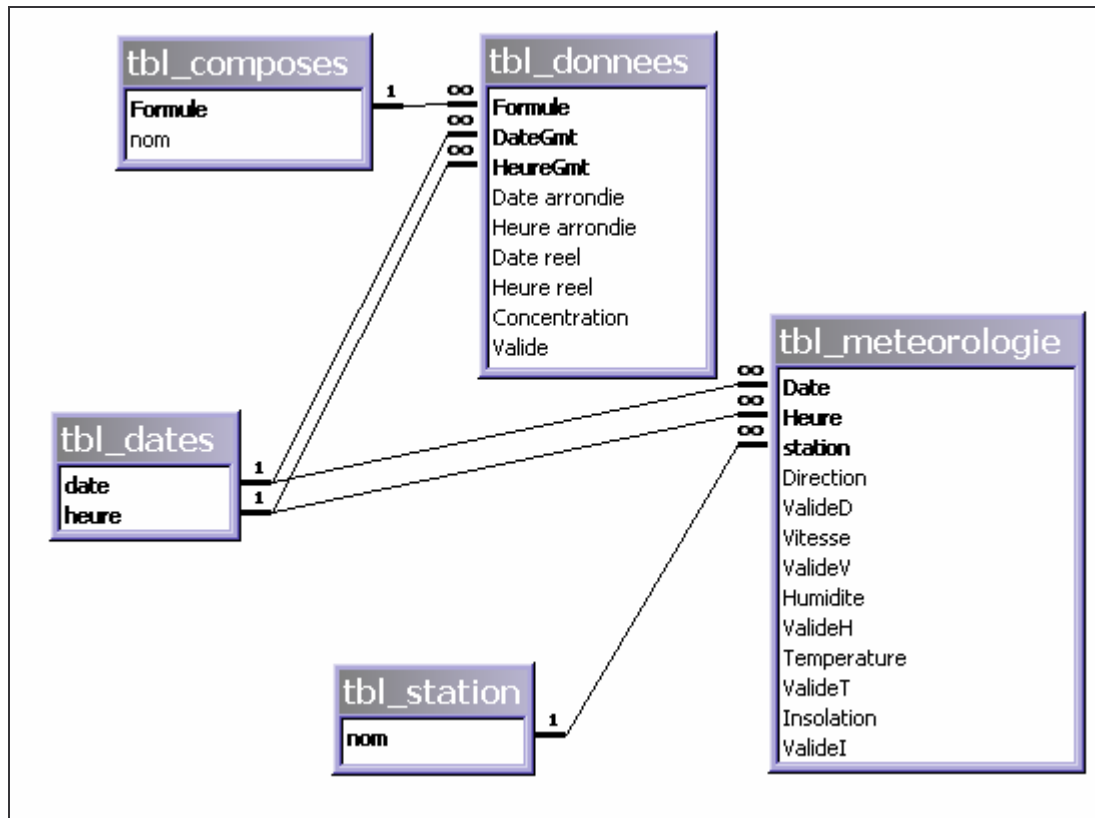 tbl_composes
Formule
nom
1
tbl_donnees
∞
Formule
∞
DateGmt
∞
HeureGmt
Date arrondie
Heure arrondie
Date reel
Heure reel
Concentration
Valide
tbl_dates
date
1
heure
1
tbl_meteorologie
∞
Date
∞
Heure
∞
station
Direction
ValideD
Vitesse
ValideV
Humidite
ValideH
Temperature
ValideT
Insolation
ValideI
tbl_station
nom
1